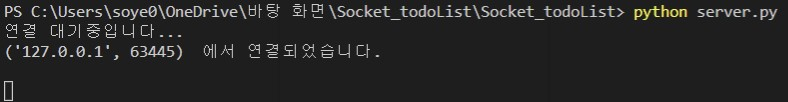 PS C:\Users\soye0\OneDrive\바탕 화면\Socket_todoList\Socket_todoList> python server.py
연결 대기중입니다...
('127.0.0.1', 63445)  에서 연결되었습니다.